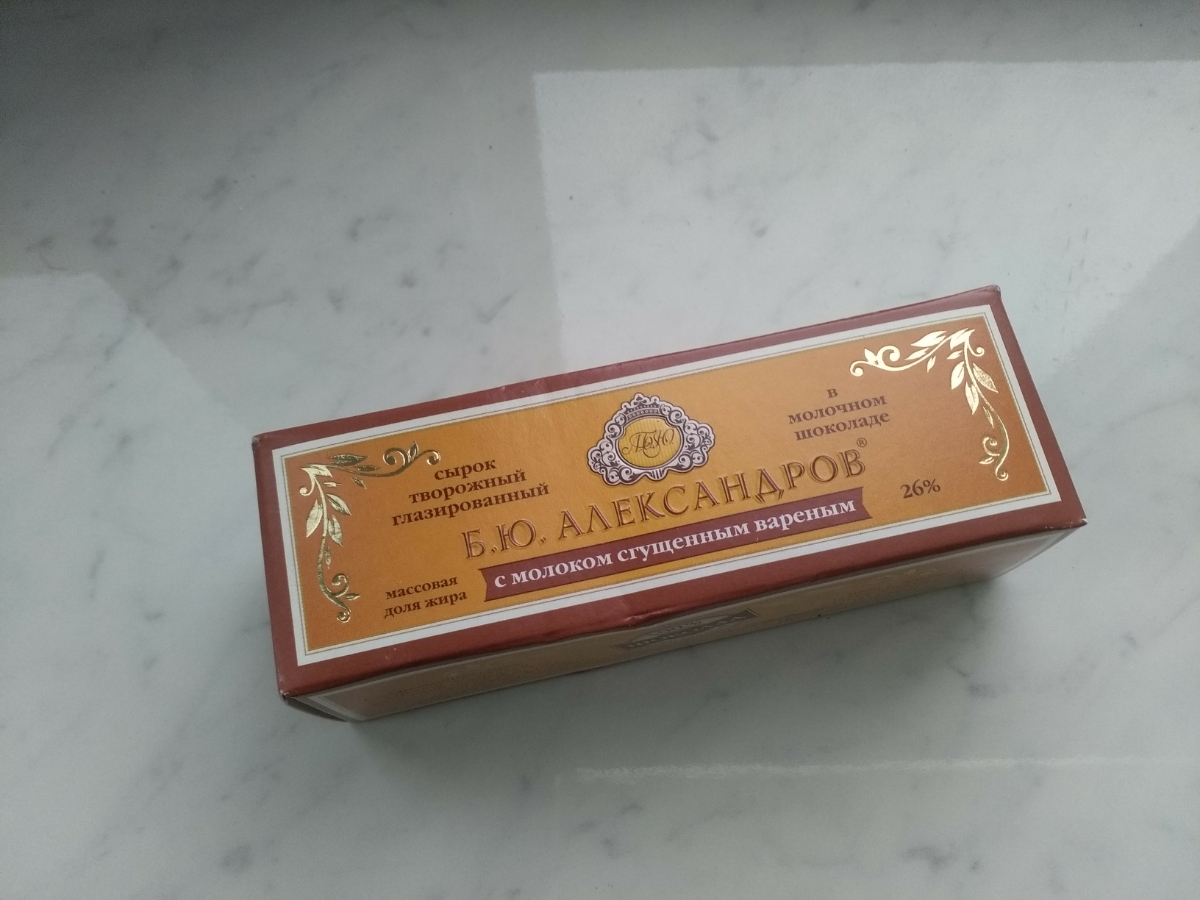 сырок
творожный
глазированный
в
молочном
шоколаде
Б.Ю. АЛЕКСАНДРОВ®
с молоком сгущенным вареным
массовая
доля жира
26%